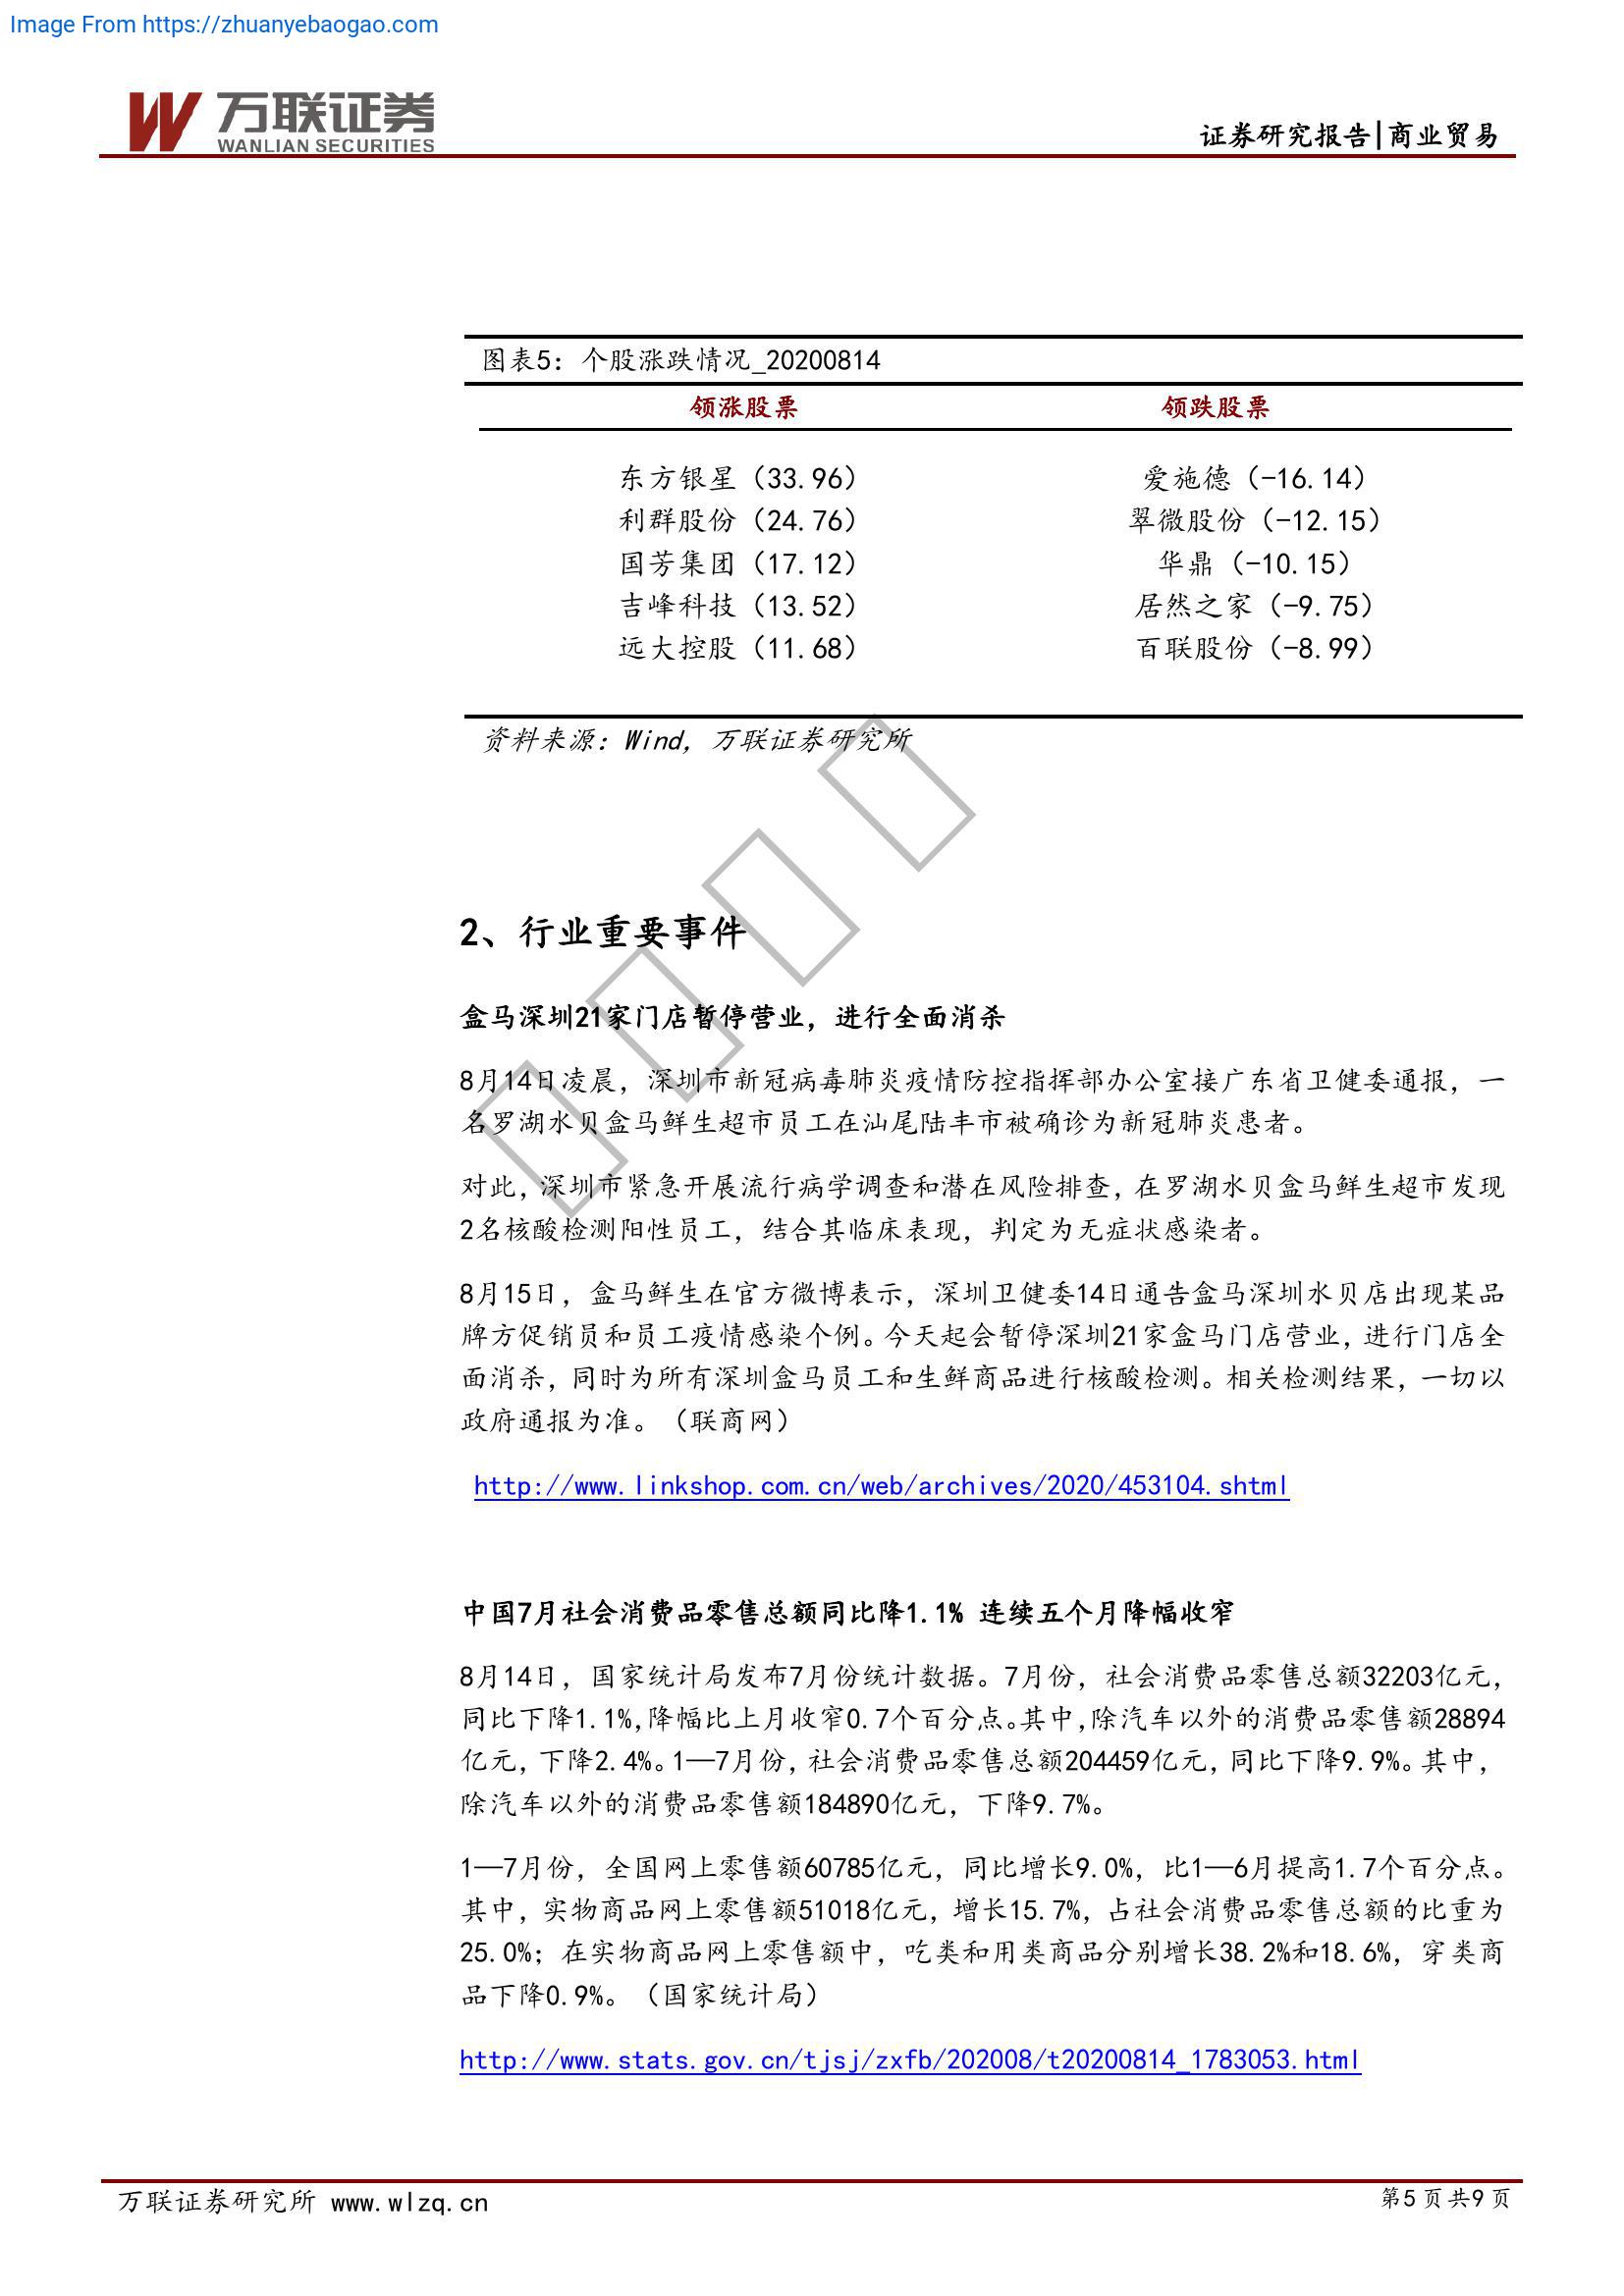 Image From https://zhuanyebaogao.com
万联证券
WANLIAN SECURITIES
证券研究报告|商业贸易
图表5：个股涨跌情况_20200814
领涨股票 领跌股票
东方银星（33.96） 爱施德（-16.14）
利群股份（24.76） 翠微股份（-12.15）
国芳集团（17.12） 华鼎（-10.15）
吉峰科技（13.52） 居然之家（-9.75）
远大控股（11.68） 百联股份（-8.99）
资料来源：Wind，万联证券研究所
2、行业重要事件
盒马深圳21家门店暂停营业，进行全面消杀
8月14日凌晨，深圳市新冠病毒肺炎疫情防控指挥部办公室接广东省卫健委通报，一
名罗湖水贝盒马鲜生超市员工在汕尾陆丰市被确诊为新冠肺炎患者。
对此，深圳市紧急开展流行病学调查和潜在风险排查，在罗湖水贝盒马鲜生超市发现
2名核酸检测阳性员工，结合其临床表现，判定为无症状感染者。
8月15日，盒马鲜生在官方微博表示，深圳卫健委14日通告盒马深圳水贝店出现某品
牌方促销员和员工疫情感染个例。今天起会暂停深圳21家盒马门店营业，进行门店全
面消杀，同时为所有深圳盒马员工和生鲜商品进行核酸检测。相关检测结果，一切以
政府通报为准。（联商网）
http://www.linkshop.com.cn/web/archives/2020/453104.shtml
中国7月社会消费品零售总额同比降1.1% 连续五个月降幅收窄
8月14日，国家统计局发布7月份统计数据。7月份，社会消费品零售总额32203亿元，
同比下降1.1%，降幅比上月收窄0.7个百分点。其中，除汽车以外的消费品零售额28894
亿元，下降2.4%。1—7月份，社会消费品零售总额204459亿元，同比下降9.9%。其中，
除汽车以外的消费品零售额184890亿元，下降9.7%。
1—7月份，全国网上零售额60785亿元，同比增长9.0%，比1—6月提高1.7个百分点。
其中，实物商品网上零售额51018亿元，增长15.7%，占社会消费品零售总额的比重为
25.0%；在实物商品网上零售额中，吃类和用类商品分别增长38.2%和18.6%，穿类商
品下降0.9%。（国家统计局）
http://www.stats.gov.cn/tjsj/zxfb/202008/t20200814_1783053.html
万联证券研究所 www.wlzq.cn 第5页共9页